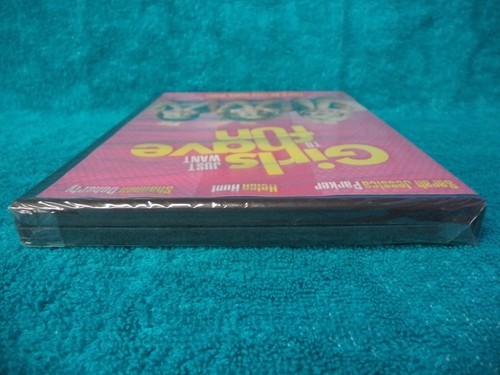 Sarah Jessica Parker Helen Hunt Shannen Doherty
Girls
JUST
WANT
TO
have
fun